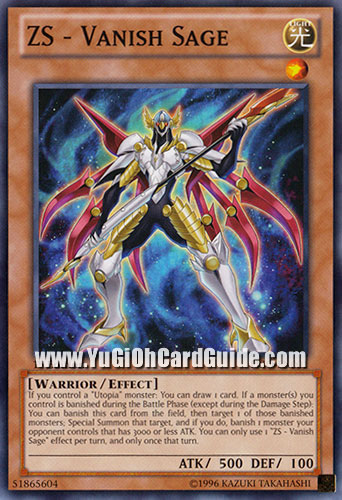 ZS - Vanish Sage
LIGHT
光
www.YuGiOhCardGuide.com
[Warrior / Effect]
If you control a "Utopia" monster: You can draw 1 card. If a monster(s) you
control is banished during the Battle Phase (except during the Damage Step):
You can banish this card from the field, then target 1 of those banished
monsters; Special Summon that target, and if you do, banish 1 monster your
opponent controls that has 3000 or less ATK. You can only use 1 "ZS - Vanish
Sage" effect per turn, and only once that turn.
ATK/ 500 DEF/ 100
51865604
©1996 KAZUKI TAKAHASHI